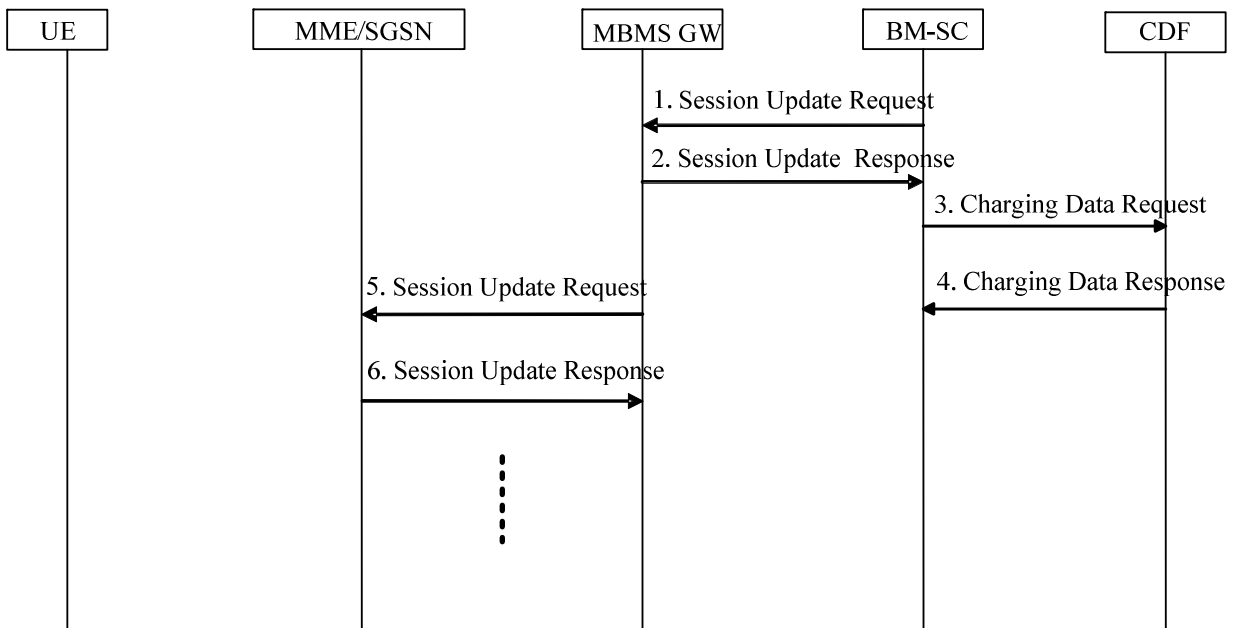 UE
MME/SGSN
MBMS GW
BM-SC
CDF
1. Session Update Request
2. Session Update  Response
3. Charging Data Request
4. Charging Data Response
5. Session Update Request
6. Session Update Response